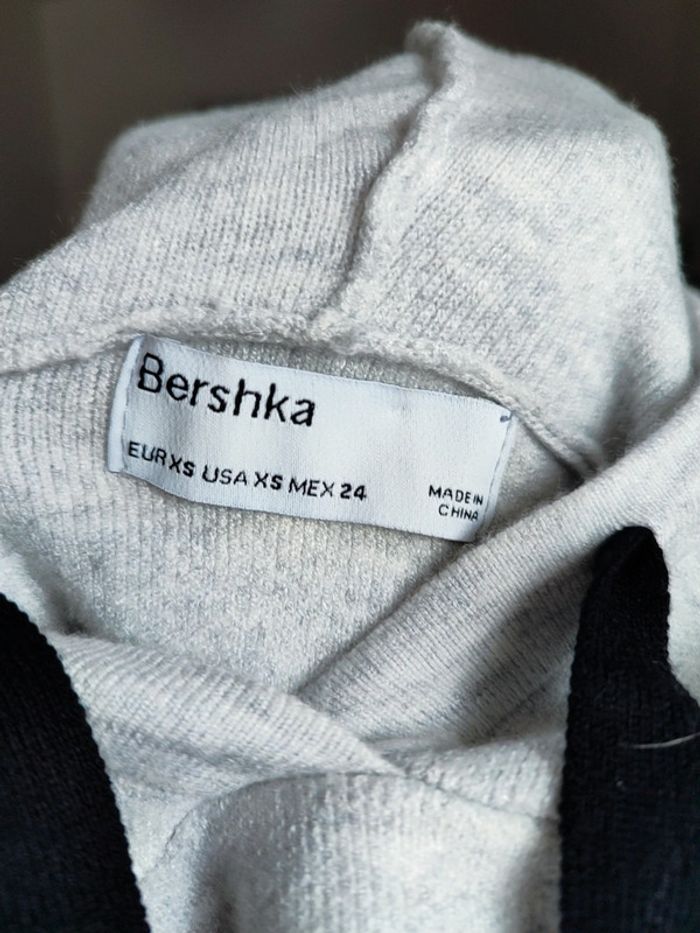 Bershka
EUR XS USA XS MEX 24
MADE IN
CHINA